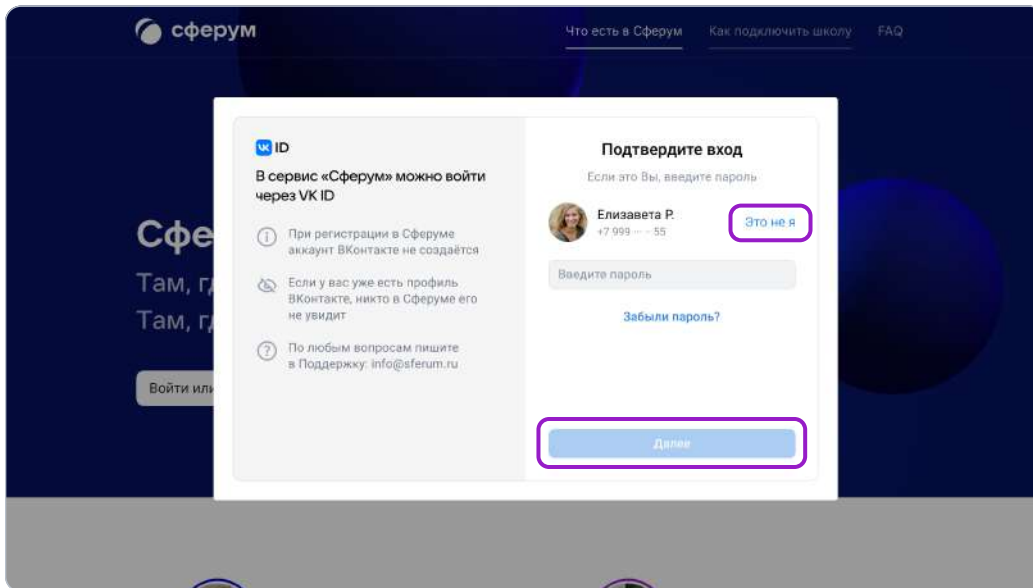 сферум
Что есть в Сферум Как подключить школу FAQ
VK ID
В сервис «Сферум» можно войти
через VK ID
При регистрации в Сферуме
аккаунт ВКонтакте не создаётся
Если у вас уже есть профиль
ВКонтакте, никто в Сферуме его
не увидит
По любым вопросам пишите
в Поддержку: info@sferum.ru
Подтвердите вход
Если это Вы, введите пароль
Елизавета Р.
+7 999 ·· ·· 55
Это не я
Введите пароль
Забыли пароль?
Далее
Сфе
Там,
Там,
Войти или